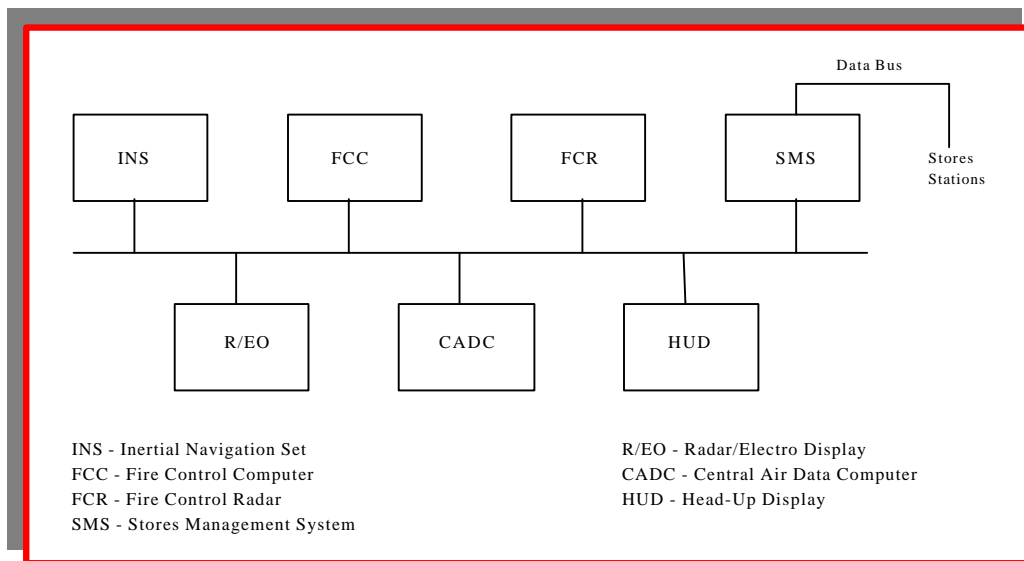 Data Bus
INS
FCC
FCR
SMS
Stores
Stations
R/EO
CADC
HUD
INS - Inertial Navigation Set
FCC - Fire Control Computer
FCR - Fire Control Radar
SMS - Stores Management System
R/EO - Radar/Electro Display
CADC - Central Air Data Computer
HUD - Head-Up Display